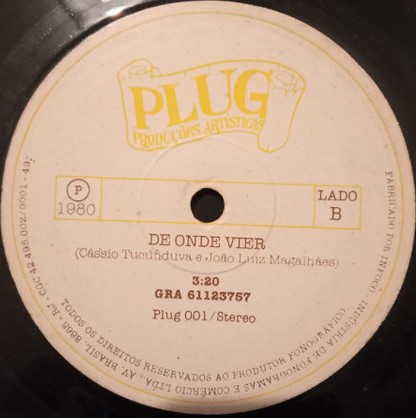 PLUG
PRODUÇÕES ARTÍSTICAS
℗
1980
LADO
B
DE ONDE VIER
(Cássio Tucunduva e João Luiz Magalhães)
3:20
GRA 61123757
Plug 001/Stereo
TODOS OS DIREITOS RESERVADOS AO PRODUTOR FONOGRÁFICO
FABRICADO POR INFOCO - INDÚSTRIA DE FONOGRAMAS E COMÉRCIO LTDA., AV. BRASIL, 8665 - RJ - CGC 42.495.002/0001-49;